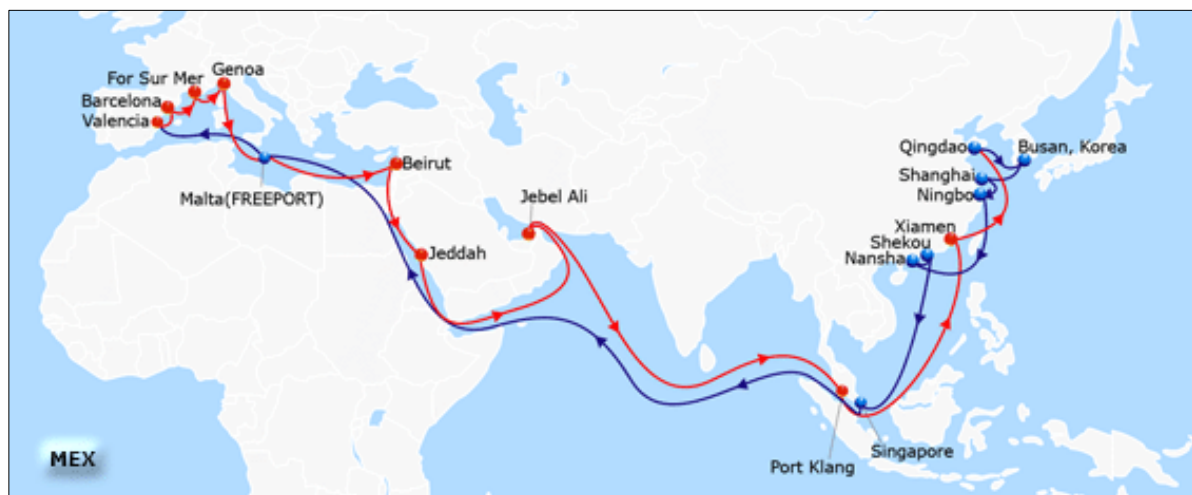 Genoa
For Sur Mer
Barcelona
Valencia
Malta(FREEPORT)
Beirut
Jeddah
Jebel Ali
Qingdao
Busan, Korea
Shanghai
Ningbo
Xiamen
Shekou
Nansha
Singapore
Port Klang
MEX